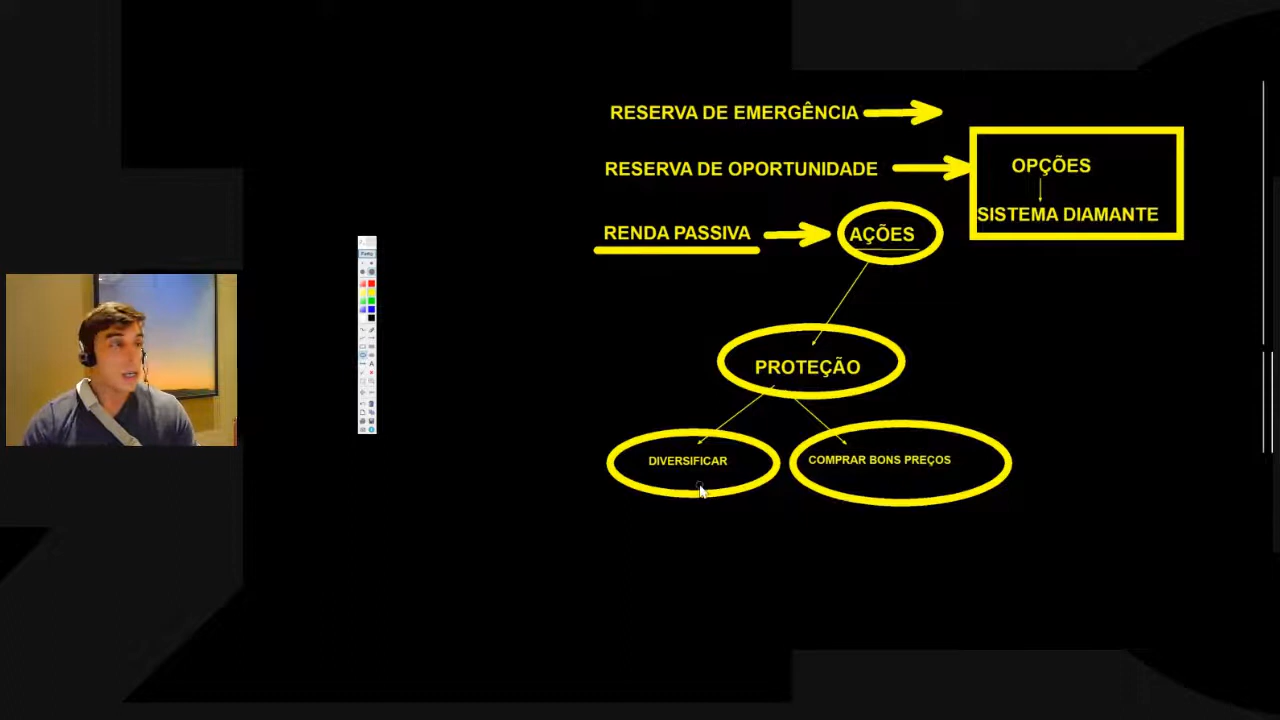 RESERVA DE EMERGÊNCIA
RESERVA DE OPORTUNIDADE
OPÇÕES
SISTEMA DIAMANTE
RENDA PASSIVA
AÇÕES
PROTEÇÃO
DIVERSIFICAR
COMPRAR BONS PREÇOS